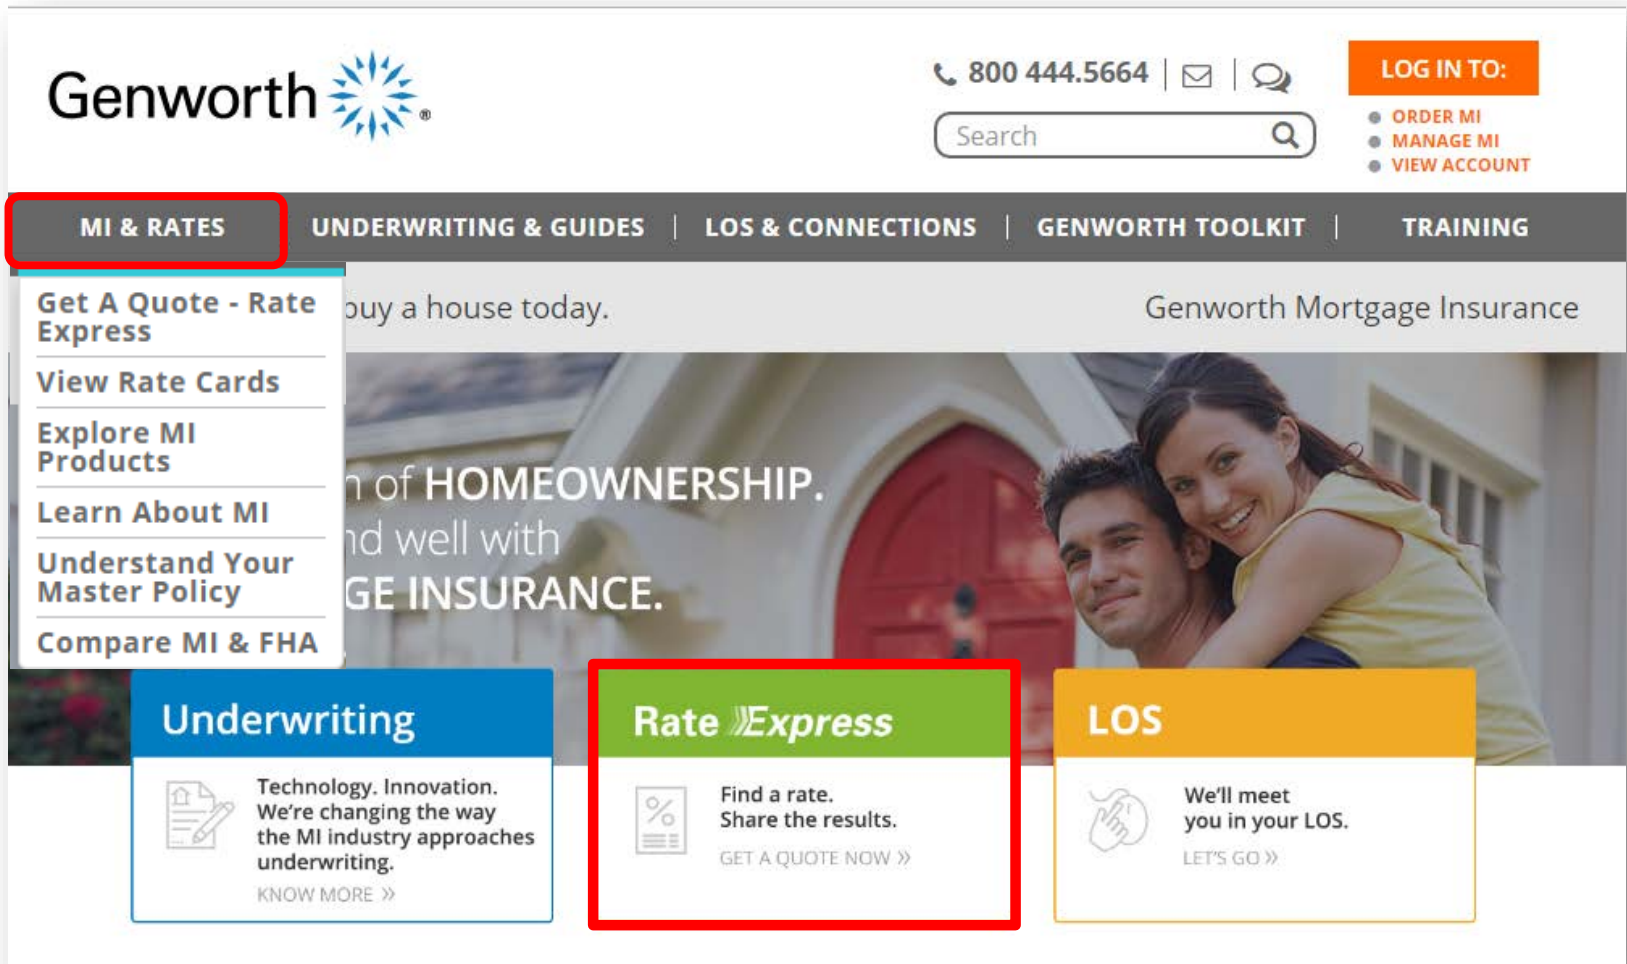 Genworth
®
800 444.5664
LOG IN TO:
Search
ORDER MI
MANAGE MI
VIEW ACCOUNT
MI & RATES
UNDERWRITING & GUIDES
LOS & CONNECTIONS
GENWORTH TOOLKIT
TRAINING
Get A Quote - Rate
Express
View Rate Cards
Explore MI
Products
Learn About MI
Understand Your
Master Policy
Compare MI & FHA
buy a house today.
Genworth Mortgage Insurance
of HOMEOWNERSHIP.
well with
INSURANCE.
Underwriting
Technology. Innovation.
We're changing the way
the MI industry approaches
underwriting.
KNOW MORE »
Rate Express
Find a rate.
Share the results.
GET A QUOTE NOW »
LOS
We'll meet
you in your LOS.
LET'S GO »